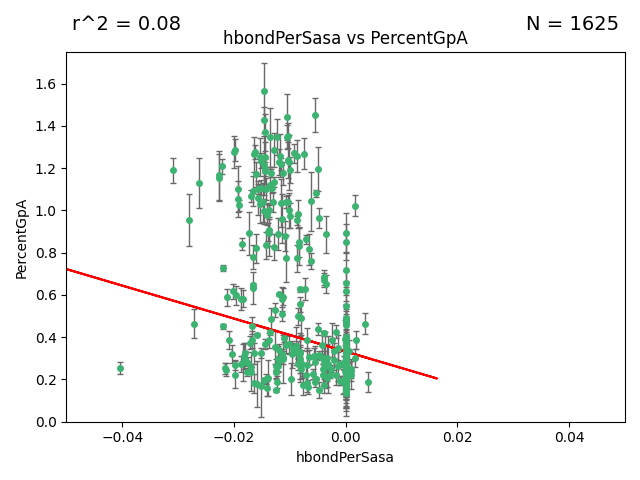 r^2 = 0.08
N = 1625
hbondPerSasa vs PercentGpA
1.6
1.4
1.2
1.0
0.8
0.6
0.4
0.2
0.0
PercentGpA
−0.04
−0.02
0.00
0.02
0.04
hbondPerSasa